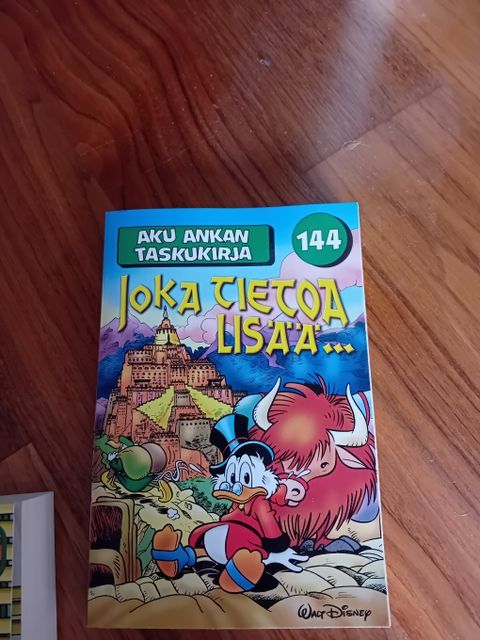 AKU ANKAN
TASKUKIRJA
144
JOKA TIETOA
LISÄÄ...
WALT DISNEY